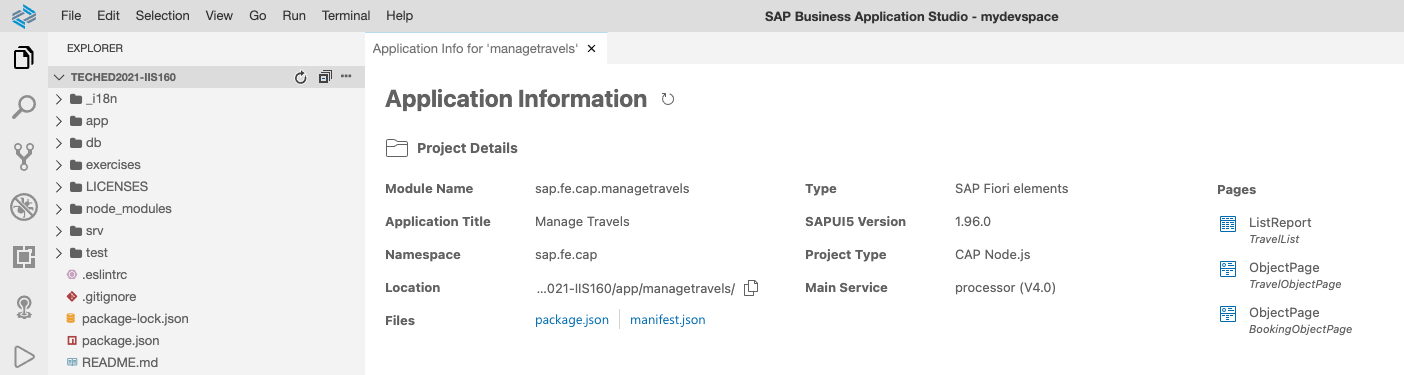 File Edit Selection View Go Run Terminal Help
SAP Business Application Studio - mydevspace
EXPLORER
TECHED2021-IIS160
_i18n
app
db
exercises
LICENSES
node_modules
srv
test
.eslintrc
.gitignore
package-lock.json
package.json
README.md
Application Info for 'managetravels'
Application Information
Project Details
Module Name sap.fe.cap.managetravels
Application Title Manage Travels
Namespace sap.fe.cap
Location ...021-IIS160/app/managetravels/
Files package.json manifest.json
Type SAP Fiori elements
SAPUI5 Version 1.96.0
Project Type CAP Node.js
Main Service processor (V4.0)
Pages
ListReport
TravelList
ObjectPage
TravelObjectPage
ObjectPage
BookingObjectPage